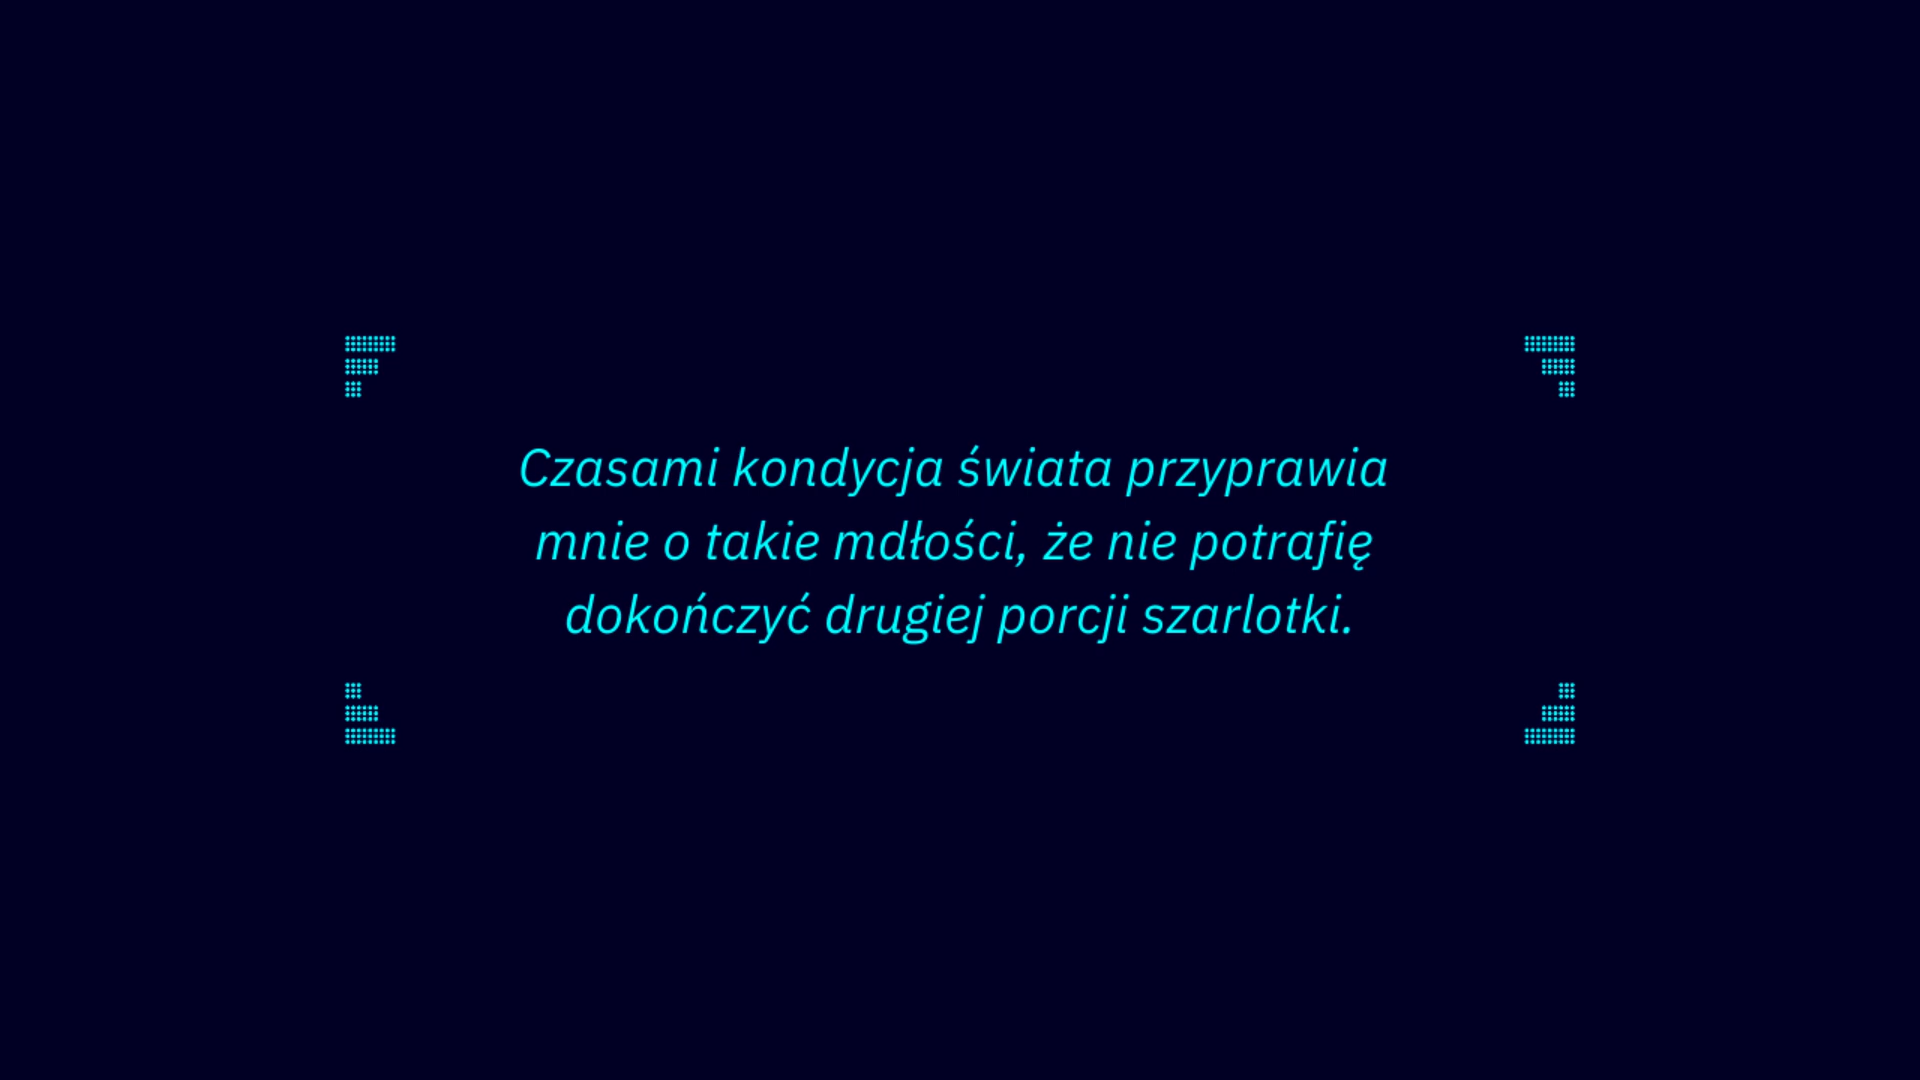 Czasami kondycja świata przyprawia
mnie o takie mdłości, że nie potrafię
dokończyć drugiej porcji szarlotki.